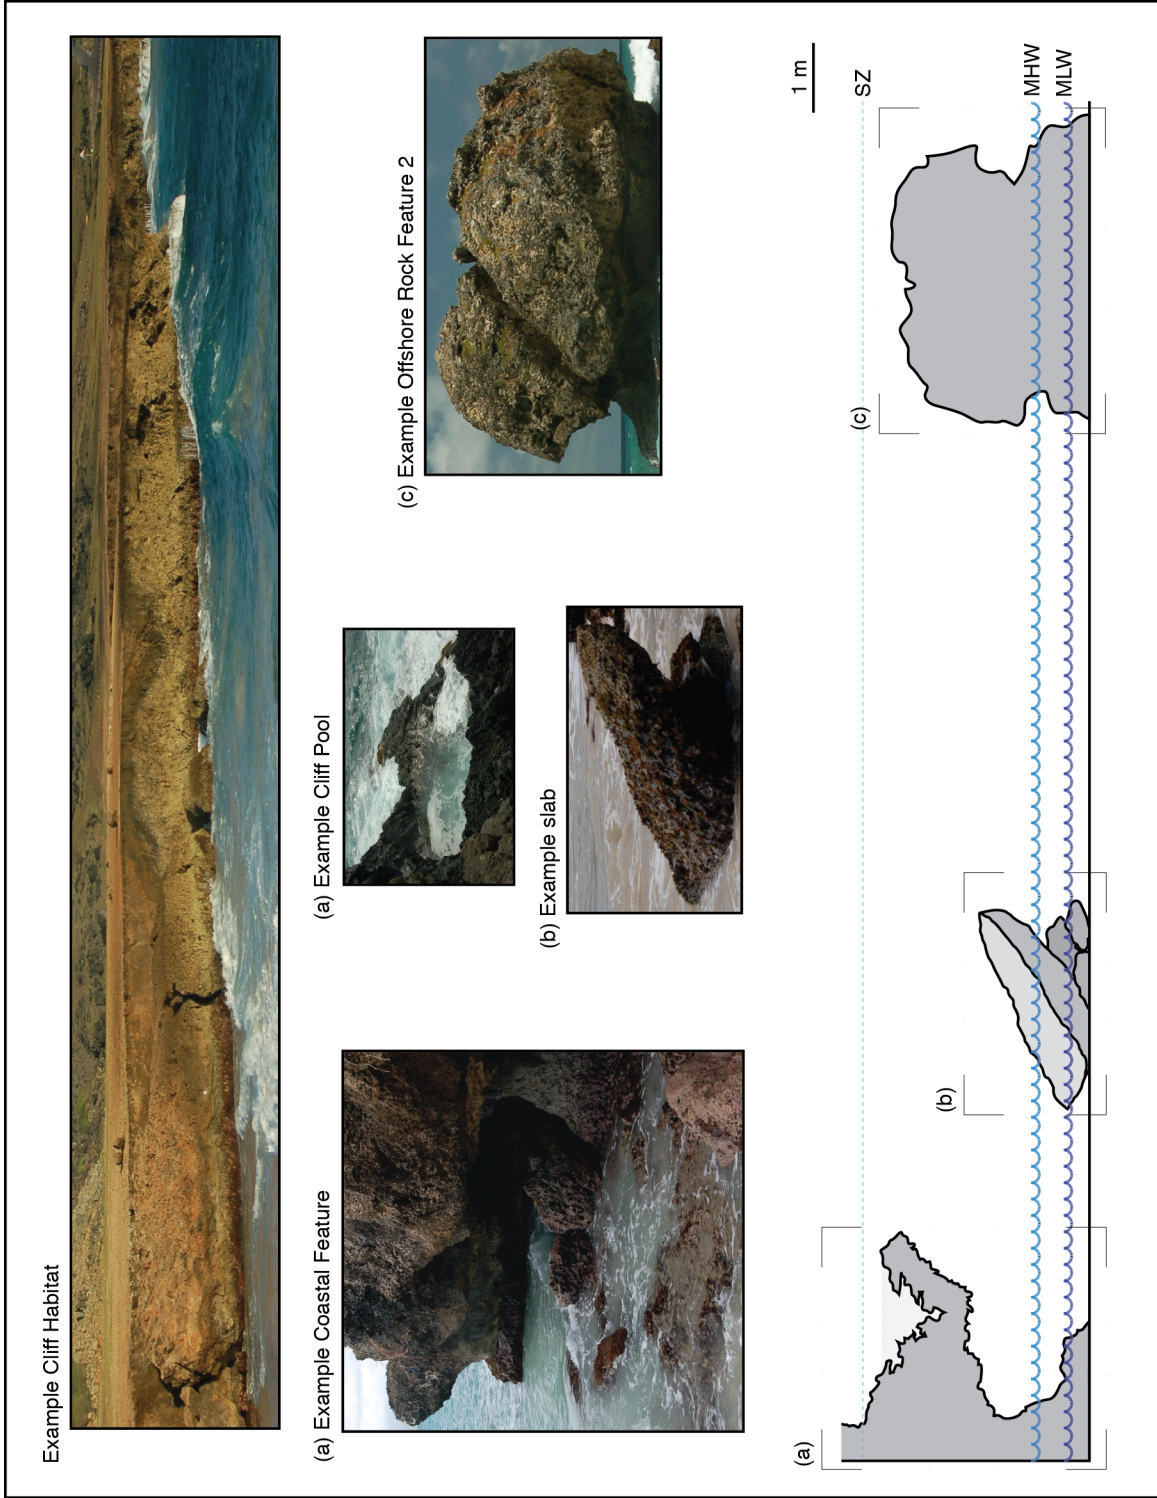 Example Cliff Habitat
(a) Example Coastal Feature
(a) Example Cliff Pool
(b) Example slab
(c) Example Offshore Rock Feature 2
1 m
SZ
(a)
(b)
(c)
MHW
MLW